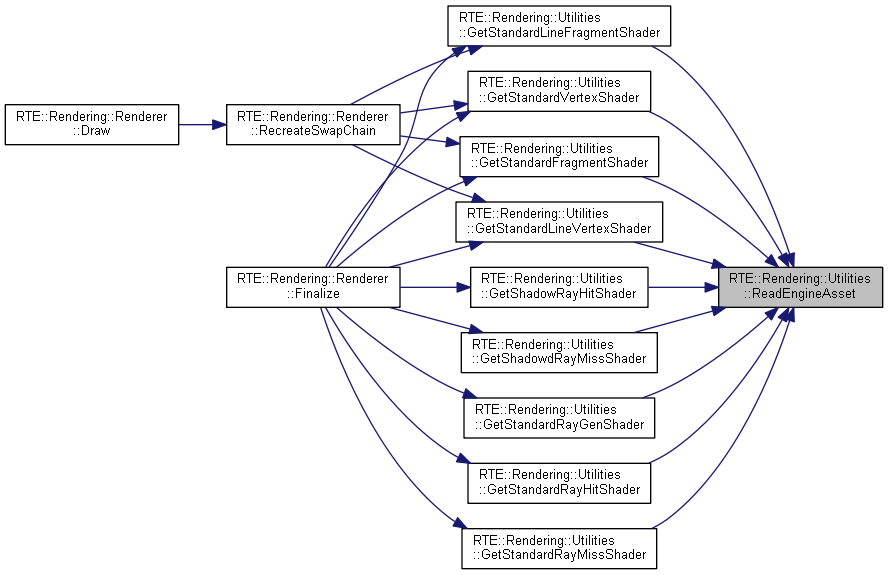 RTE::Rendering::Utilities
::GetStandardLineFragmentShader
RTE::Rendering::Utilities
::GetStandardVertexShader
RTE::Rendering::Renderer
::Draw
RTE::Rendering::Renderer
::RecreateSwapChain
RTE::Rendering::Utilities
::GetStandardFragmentShader
RTE::Rendering::Utilities
::GetStandardLineVertexShader
RTE::Rendering::Renderer
::Finalize
RTE::Rendering::Utilities
::GetShadowRayHitShader
RTE::Rendering::Utilities
::ReadEngineAsset
RTE::Rendering::Utilities
::GetShadowdRayMissShader
RTE::Rendering::Utilities
::GetStandardRayGenShader
RTE::Rendering::Utilities
::GetStandardRayHitShader
RTE::Rendering::Utilities
::GetStandardRayMissShader